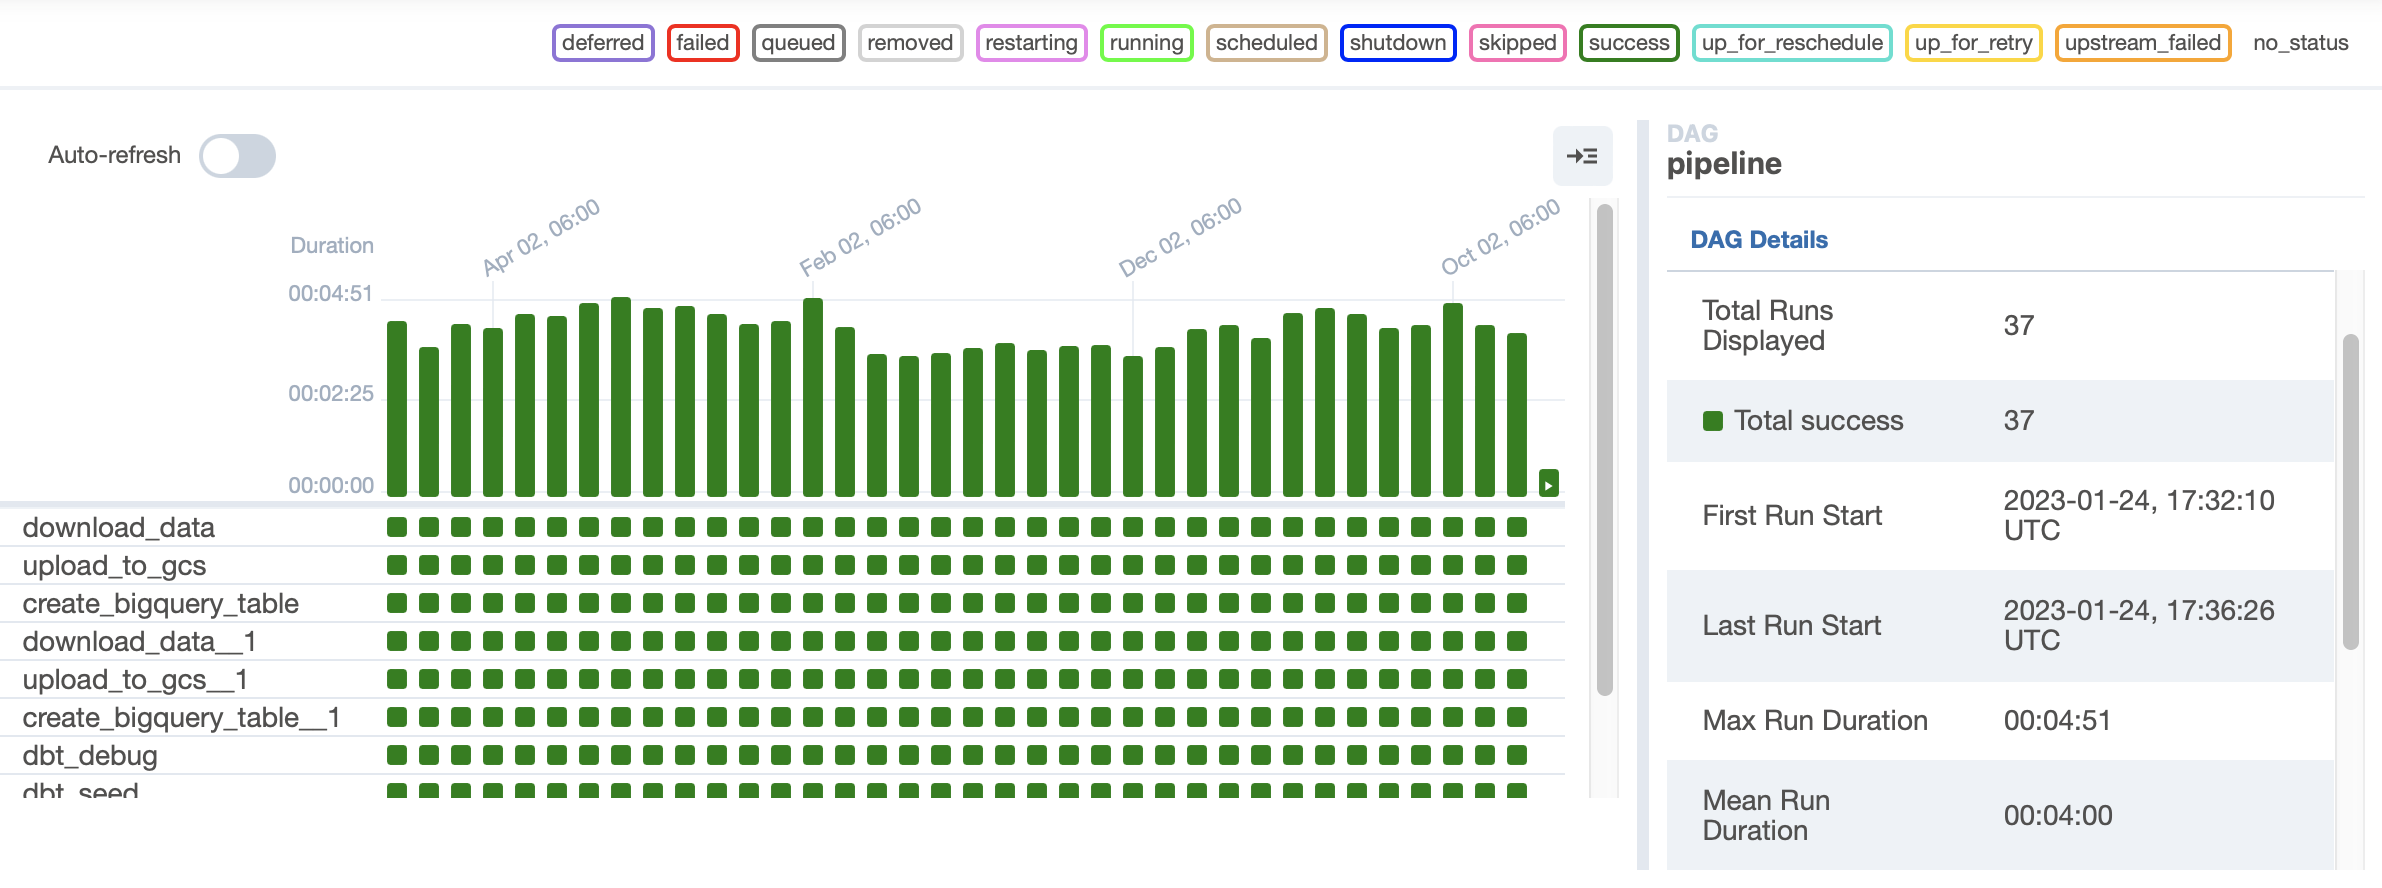 deferred failed queued removed restarting running scheduled shutdown skipped success up_for_reschedule up_for_retry upstream_failed no_status
Auto-refresh
Duration
Apr 02, 06:00
Feb 02, 06:00
Dec 02, 06:00
Oct 02, 06:00
00:04:51
00:02:25
00:00:00
download_data
upload_to_gcs
create_bigquery_table
download_data__1
upload_to_gcs__1
create_bigquery_table__1
dbt_debug
dbt_seed
DAG
pipeline
DAG Details
Total Runs
Displayed
37
Total success
37
First Run Start
2023-01-24, 17:32:10
UTC
Last Run Start
2023-01-24, 17:36:26
UTC
Max Run Duration
00:04:51
Mean Run
Duration
00:04:00